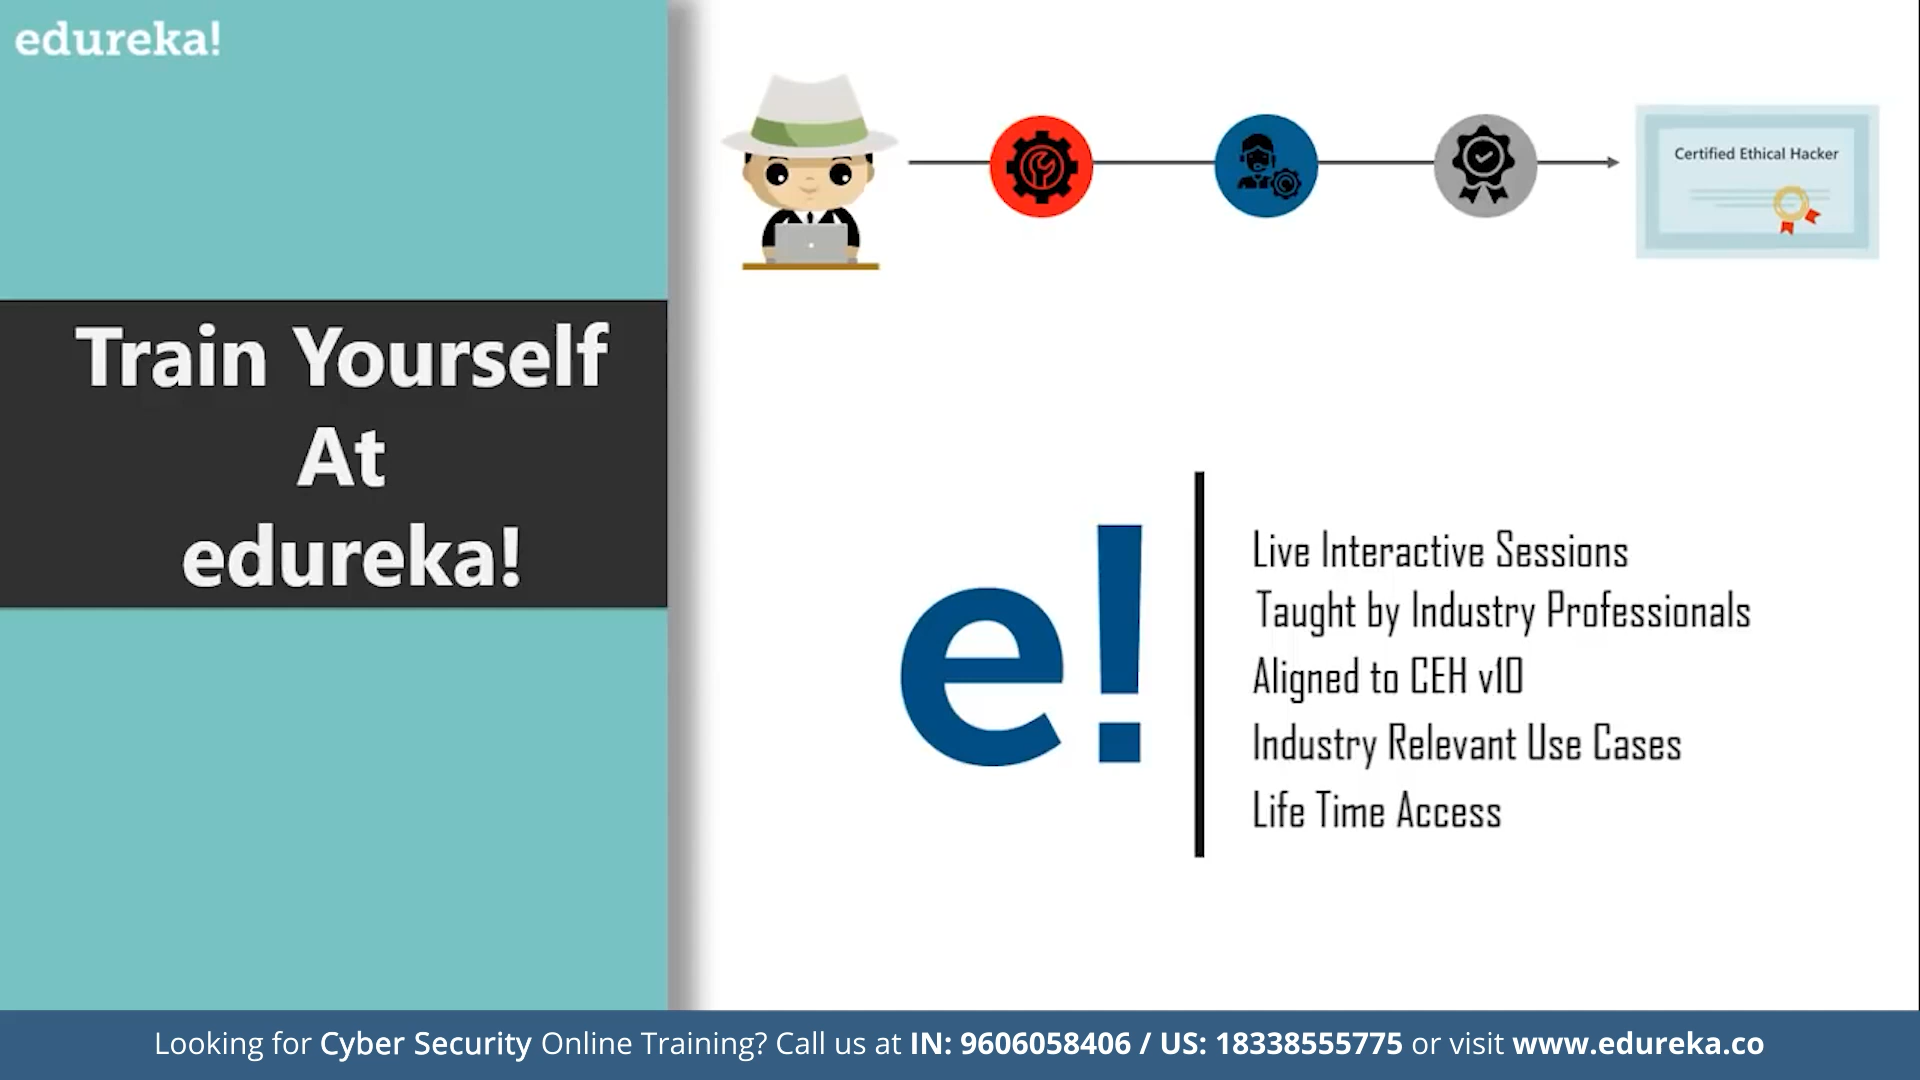 edureka!
Train Yourself
At
edureka!
Certified Ethical Hacker
e!
Live Interactive Sessions
Taught by Industry Professionals
Aligned to CEH v10
Industry Relevant Use Cases
Life Time Access
Looking for Cyber Security Online Training? Call us at IN: 9606058406 / US: 18338555775 or visit www.edureka.co